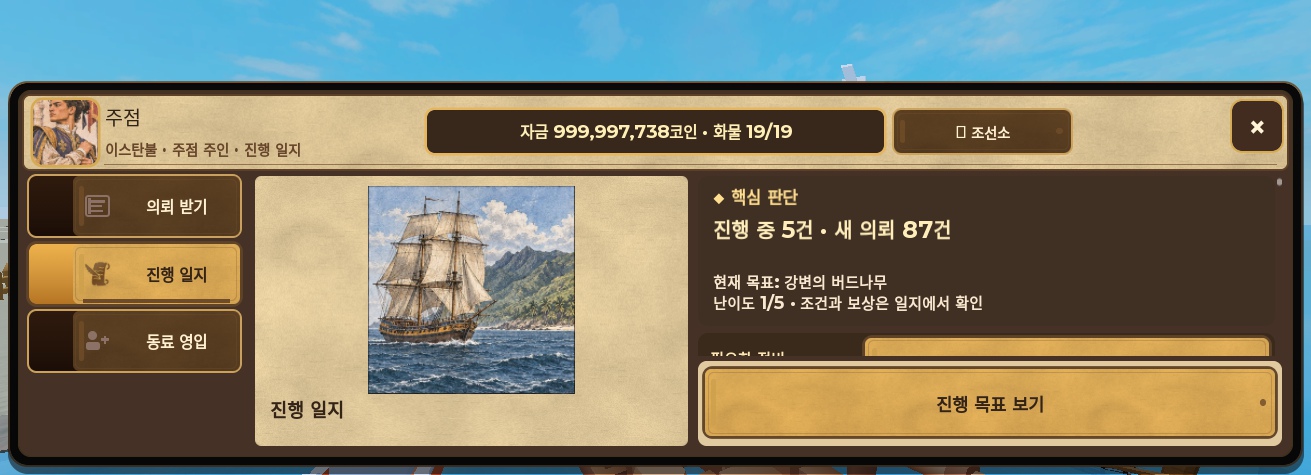 주점
이스탄불 • 주점 주인 • 진행 일지
자금 999,997,738코인 • 화물 19/19
조선소
×
의뢰 받기
진행 일지
동료 영입
진행 일지
◆ 핵심 판단
진행 중 5건 • 새 의뢰 87건
현재 목표: 강변의 버드나무
난이도 1/5 • 조건과 보상은 일지에서 확인
진행 목표 보기